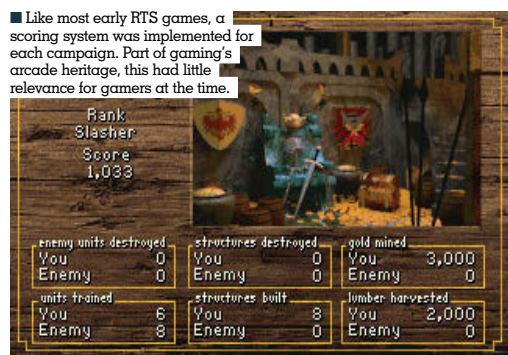 Like most early RTS games, a
scoring system was implemented for
each campaign. Part of gaming's
arcade heritage, this had little
relevance for gamers at the time.
Rank
Slasher
Score
1,033
enemy units destroyed
You 0
Enemy 0
structures destroyed
You 0
Enemy 0
gold mined
You 3,000
Enemy 0
units trained
You 6
Enemy 8
structures built
You 8
Enemy 0
lumber harvested
You 2,000
Enemy 0